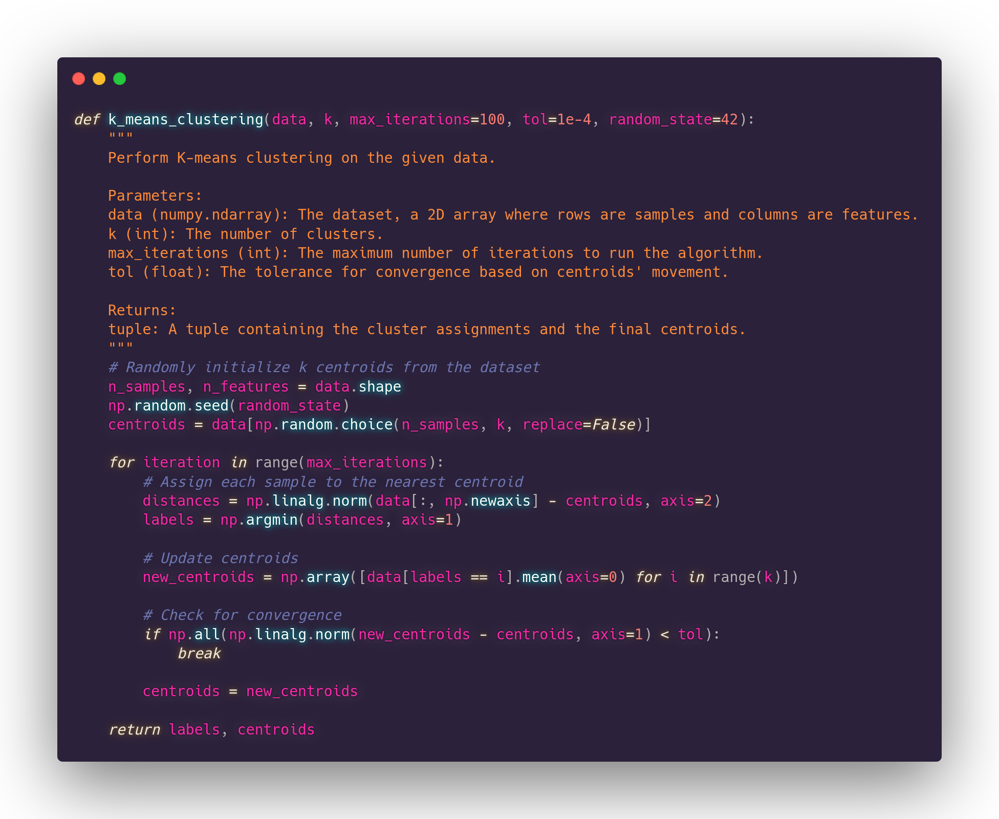 def k_means_clustering(data, k, max_iterations=100, tol=1e-4, random_state=42):
    """
    Perform K-means clustering on the given data.

    Parameters:
    data (numpy.ndarray): The dataset, a 2D array where rows are samples and columns are features.
    k (int): The number of clusters.
    max_iterations (int): The maximum number of iterations to run the algorithm.
    tol (float): The tolerance for convergence based on centroids' movement.

    Returns:
    tuple: A tuple containing the cluster assignments and the final centroids.
    """
    # Randomly initialize k centroids from the dataset
    n_samples, n_features = data.shape
    np.random.seed(random_state)
    centroids = data[np.random.choice(n_samples, k, replace=False)]

    for iteration in range(max_iterations):
        # Assign each sample to the nearest centroid
        distances = np.linalg.norm(data[:, np.newaxis] - centroids, axis=2)
        labels = np.argmin(distances, axis=1)

        # Update centroids
        new_centroids = np.array([data[labels == i].mean(axis=0) for i in range(k)])

        # Check for convergence
        if np.all(np.linalg.norm(new_centroids - centroids, axis=1) < tol):
            break

        centroids = new_centroids

    return labels, centroids